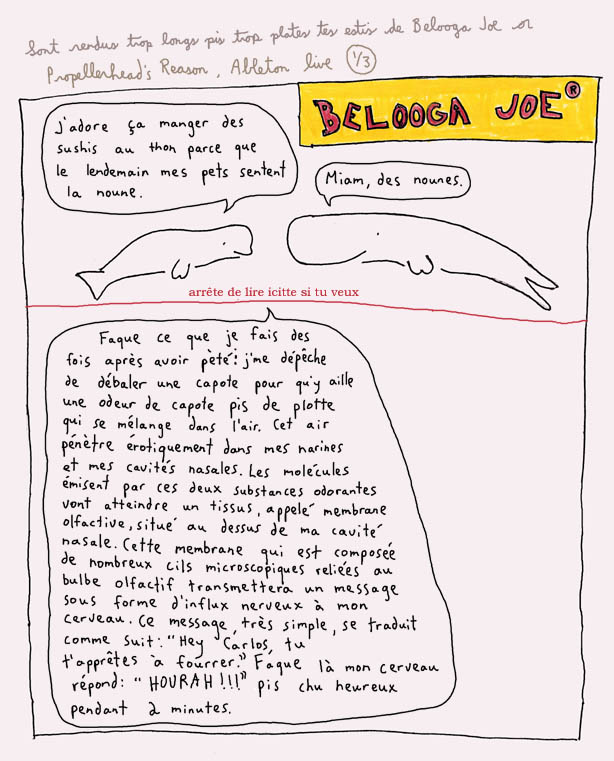 Sont rendus trop longs pis trop plates tes estis de Belooga Joe
Propellerhead's Reason, Ableton live 1/3
BELOOGA JOE®
J'adore ça manger des
sushis au thon parce que
le lendemain mes pets sentent
la noune.
Miam, des nounes.
arrête de lire icitte si tu veux
Faque ce que je fais des
fois après avoir pèté: j'me dépêche
de débaler une capote pour qu'y aille
une odeur de capote pis de plotte
qui se mélange dans l'air. Cet air
pénètre érotiquement dans mes narines
et mes cavités nasales. Les molécules
émisent par ces deux substances odorantes
vont atteindre un tissus, appelé membrane
olfactive, situé au dessus de ma cavité
nasale. Cette membrane qui est composée
de nombreux cils microscopiques reliées au
bulbe olfactif transmettera un message
sous forme d'influx nerveux à mon
cerveau. Ce message, très simple, se traduit
comme suit: "Hey Carlos, tu
t'apprêtes à fourrer." Faque là mon cerveau
répond: "HOURAH!!!" pis chu heureux
pendant 2 minutes.